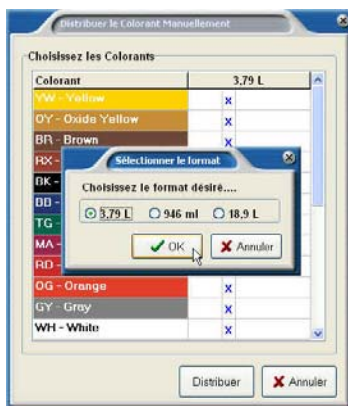 Distribuer le Colorant Manuellement
Choisissez les Colorants
Colorant 3,79 L
YW - Yellow x
OY - Oxide Yellow x
BR - Brown x
RX -
Sélectionner le format
BK -
Choisissez le format désiré....
BD -
3,79 L 946 ml 18,9 L
TG -
MA -
OK Annuler
RD -
OG - Orange x
GY - Gray x
WH - White x
Distribuer Annuler